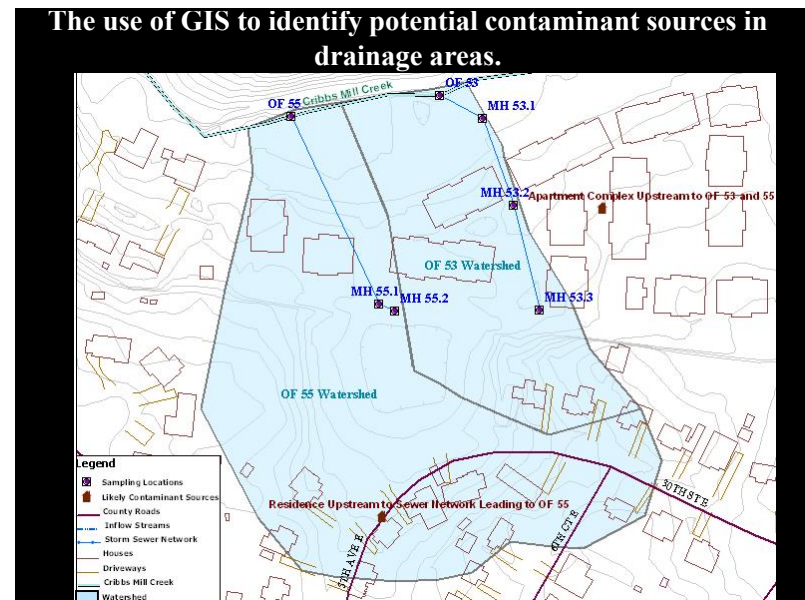 The use of GIS to identify potential contaminant sources in
drainage areas.
OF 53
Cribbs Mill Creek
OF 55
MH 53.1
MH 53.2
Apartment Complex Upstream to OF 53 and 55
OF 53 Watershed
MH 55.1
MH 55.2
MH 53.3
OF 55 Watershed
Legend
Sampling Locations
Likely Contaminant Sources
County Roads
Inflow Streams
Storm Sewer Network
Houses
Driveways
Cribbs Mill Creek
Watershed
Residence Upstream to Sewer Network Leading to OF 55
30TH ST E
6TH CT E
AVE E